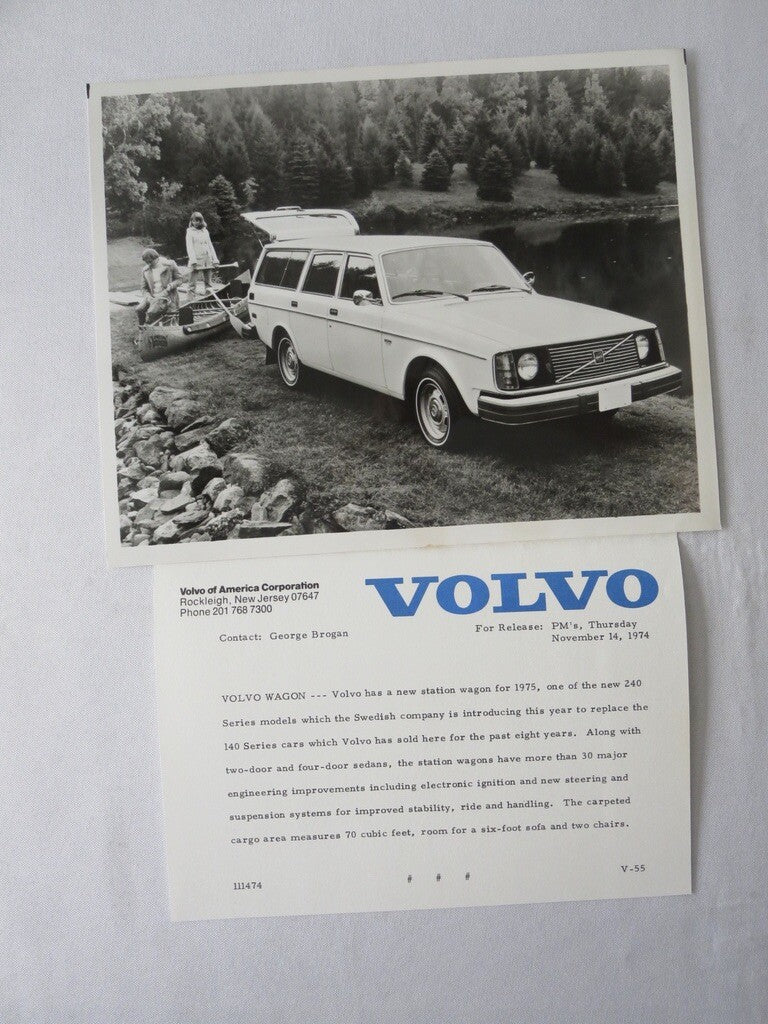 Volvo of America Corporation
Rockleigh, New Jersey 07647
Phone 201 768 7300
VOLVO
Contact: George Brogan
For Release: PM's, Thursday
November 14, 1974
VOLVO WAGON --- Volvo has a new station wagon for 1975, one of the new 240
Series models which the Swedish company is introducing this year to replace the
140 Series cars which Volvo has sold here for the past eight years. Along with
two-door and four-door sedans, the station wagons have more than 30 major
engineering improvements including electronic ignition and new steering and
suspension systems for improved stability, ride and handling. The carpeted
cargo area measures 70 cubic feet, room for a six-foot sofa and two chairs.
111474
# # #
V-55